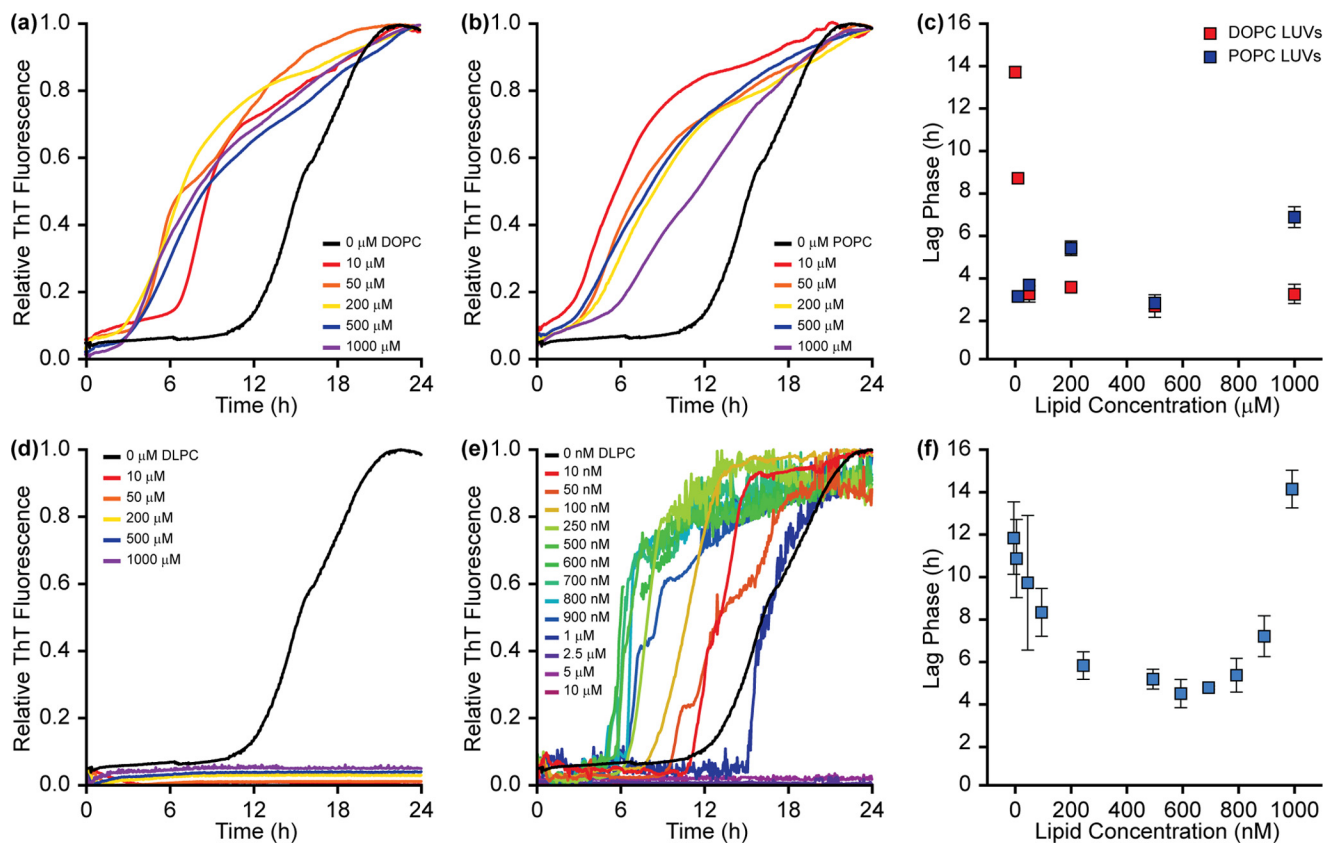 (a)
1.0
0.8
0.6
0.4
0.2
0.0
Relative ThT Fluorescence
0 μM DOPC
10 μM
50 μM
200 μM
500 μM
1000 μM
0 6 12 18 24
Time (h)
(b)
1.0
0.8
0.6
0.4
0.2
0.0
Relative ThT Fluorescence
0 μM POPC
10 μM
50 μM
200 μM
500 μM
1000 μM
0 6 12 18 24
Time (h)
(c)
16
14
12
10
8
6
4
2
0
Lag Phase (h)
DOPC LUVs
POPC LUVs
0 200 400 600 800 1000
Lipid Concentration (μM)
(d)
1.0
0.8
0.6
0.4
0.2
0.0
Relative ThT Fluorescence
0 μM DLPC
10 μM
50 μM
200 μM
500 μM
1000 μM
0 6 12 18 24
Time (h)
(e)
1.0
0.8
0.6
0.4
0.2
0.0
Relative ThT Fluorescence
0 nM DLPC
10 nM
50 nM
100 nM
250 nM
500 nM
600 nM
700 nM
800 nM
900 nM
1 μM
2.5 μM
5 μM
10 μM
0 6 12 18 24
Time (h)
(f)
16
14
12
10
8
6
4
2
0
Lag Phase (h)
0 200 400 600 800 1000
Lipid Concentration (nM)